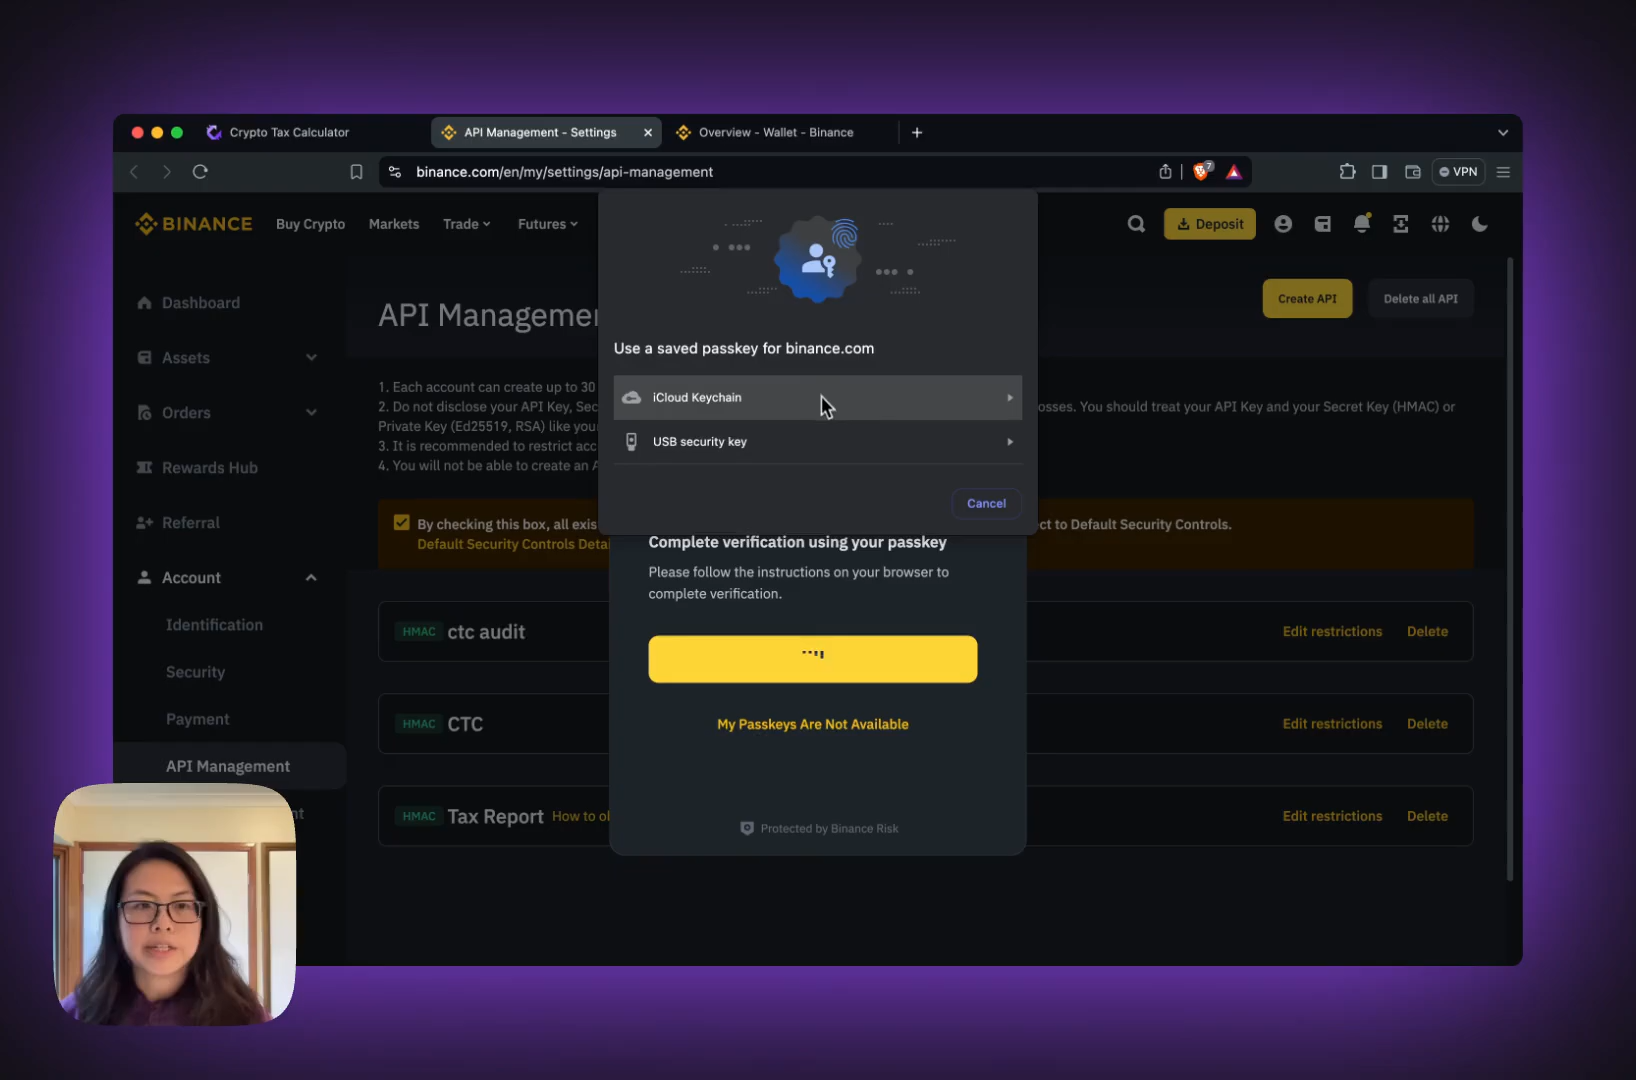 Crypto Tax Calculator
API Management - Settings
Overview - Wallet - Binance
binance.com/en/my/settings/api-management
7
VPN
BINANCE
Buy Crypto
Markets
Trade
Futures
Deposit
Dashboard
Assets
Orders
Rewards Hub
Referral
Account
Identification
Security
Payment
API Management
nt
API Managemen
Create API
Delete all API
1. Each account can create up to 30
2. Do not disclose your API Key, Sec
osses. You should treat your API Key and your Secret Key (HMAC) or
Private Key (Ed25519, RSA) like your
3. It is recommended to restrict acc
4. You will not be able to create an A
By checking this box, all exis
ct to Default Security Controls.
Default Security Controls Detai
HMAC ctc audit
Edit restrictions
Delete
HMAC CTC
Edit restrictions
Delete
HMAC Tax Report How to ob
Edit restrictions
Delete
Use a saved passkey for binance.com
iCloud Keychain
USB security key
Cancel
Complete verification using your passkey
Please follow the instructions on your browser to
complete verification.
My Passkeys Are Not Available
Protected by Binance Risk